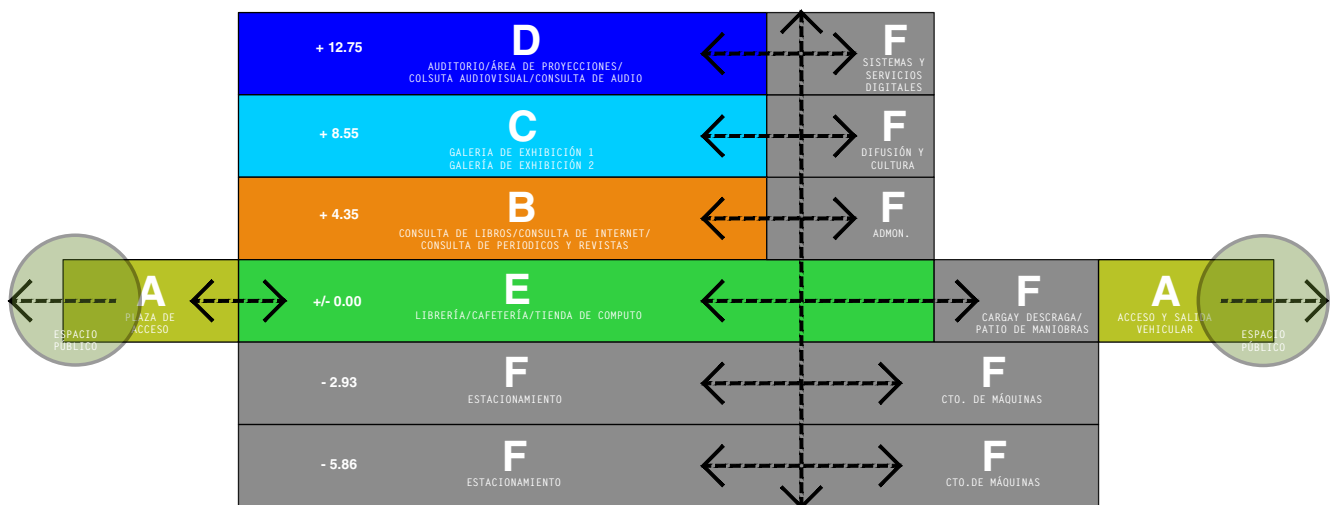 + 12.75
D
AUDITORIO/ÁREA DE PROYECCIONES/
COLSUTA AUDIOVISUAL/CONSULTA DE AUDIO
F
SISTEMAS Y
SERVICIOS
DIGITALES
+ 8.55
C
GALERIA DE EXHIBICIÓN 1
GALERÍA DE EXHIBICIÓN 2
F
DIFUSIÓN Y
CULTURA
+ 4.35
B
CONSULTA DE LIBROS/CONSULTA DE INTERNET/
CONSULTA DE PERIODICOS Y REVISTAS
F
ADMON.
ESPACIO
PÚBLICO
A
PLAZA DE
ACCESO
+/- 0.00
E
LIBRERÍA/CAFETERÍA/TIENDA DE COMPUTO
F
CARGAY DESCRAGA/
PATIO DE MANIOBRAS
A
ACCESO Y SALIDA
VEHICULAR
ESPACIO
PÚBLICO
- 2.93
F
ESTACIONAMIENTO
F
CTO. DE MÁQUINAS
- 5.86
F
ESTACIONAMIENTO
F
CTO.DE MÁQUINAS